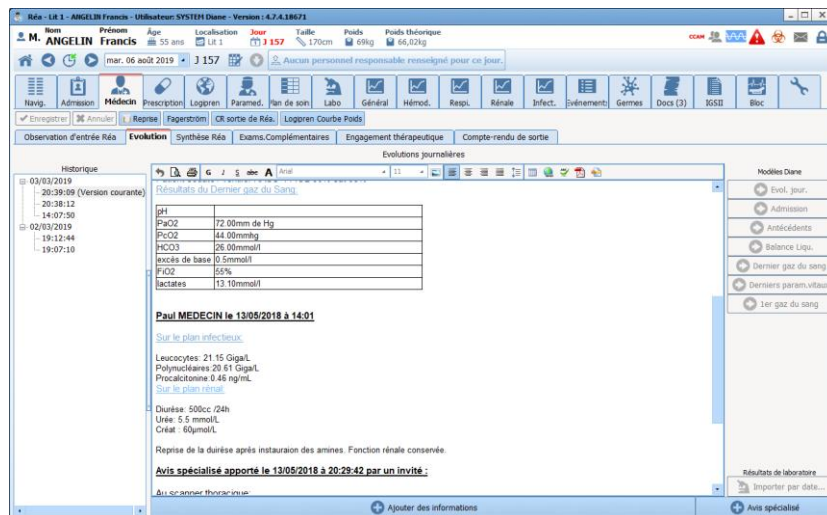 Réa - Lit 1 - ANGELIN Francis - Utilisateur: SYSTEM Diane - Version : 4.7.4.18671
Nom Prénom Âge Localisation Jour Taille Poids Poids théorique
M. ANGELIN Francis 55 ans Lit 1 J 157 170cm 69kg 66,02kg
CCAM
mar. 06 août 2019 J 157 Aucun personnel responsable renseigné pour ce jour.
Navig. Admission Médecin Prescription Logipren Paramed. Plan de soin Labo Général Hémod. Respi. Rénale Infect. Événements Germes Docs (3) IGSII Bloc
Enregistrer Annuler Reprise Fagerström CR sortie de Réa. Logipren Courbe Poids
Observation d'entrée Réa Evolution Synthèse Réa Exams.Complémentaires Engagement thérapeutique Compte-rendu de sortie
Evolutions journalières
Historique
03/03/2019
20:39:09 (Version courante)
20:38:12
14:07:50
02/03/2019
19:12:44
19:07:10
G I S abc A Arial 11
Résultats du Dernier gaz du Sang:
pH
PaO2 72.00mm de Hg
PcO2 44.00mmhg
HCO3 26.00mmol/l
excés de base 0.5mmol/l
FiO2 55%
lactates 13.10mmol/l
Paul MEDECIN le 13/05/2018 à 14:01
Sur le plan infectieux:
Leucocytes: 21.15 Giga/L
Polynucléaires:20.61 Giga/L
Procalcitonine:0.46 ng/mL
Sur le plan rénal:
Diurèse: 500cc /24h
Urée: 5.5 mmol/L
Créat : 60µmol/L
Reprise de la duirèse après instauraion des amines. Fonction rénale conservée.
Avis spécialisé apporté le 13/05/2018 à 20:29:42 par un invité :
Au scanner thoracique:
Modèles Diane
Evol. jour.
Admission
Antécédents
Balance Liqu.
Dernier gaz du sang
Derniers param.vitau
1er gaz du sang
Résultats de laboratoire
Importer par date...
Ajouter des informations
Avis spécialisé